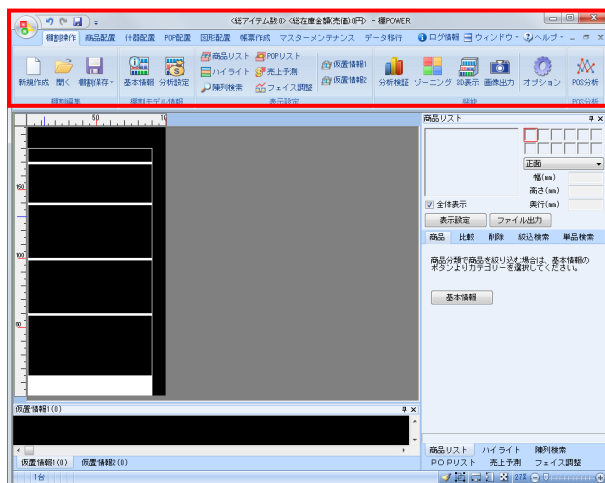 〈総アイテム数:0〉〈総在庫金額(売価):0円〉 - 棚POWER
棚割操作 商品配置 什器配置 POP配置 図形配置 帳票作成 マスターメンテナンス データ移行 ログ情報 ウィンドウ ヘルプ
商品リスト POPリスト 仮置情報1
ハイライト 売上予測 仮置情報2
陳列検索 フェイス調整
新規作成 開く 棚割保存 基本情報 分析設定 分析検証 ゾーニング 3D表示 画像出力 オプション POS分析
棚割編集 棚割モデル情報 表示設定 機能 POS分析
商品リスト
50
150
100
50
正面
幅(mm)
高さ(mm)
全体表示 奥行(mm)
表示設定 ファイル出力
商品 比較 削除 絞込検索 単品検索
商品分類で商品を絞り込む場合は、基本情報の
ボタンよりカテゴリーを選択してください。
基本情報
仮置情報1(0)
仮置情報1(0) 仮置情報2(0)
商品リスト ハイライト 陳列検索
POPリスト 売上予測 フェイス調整
1台 27%